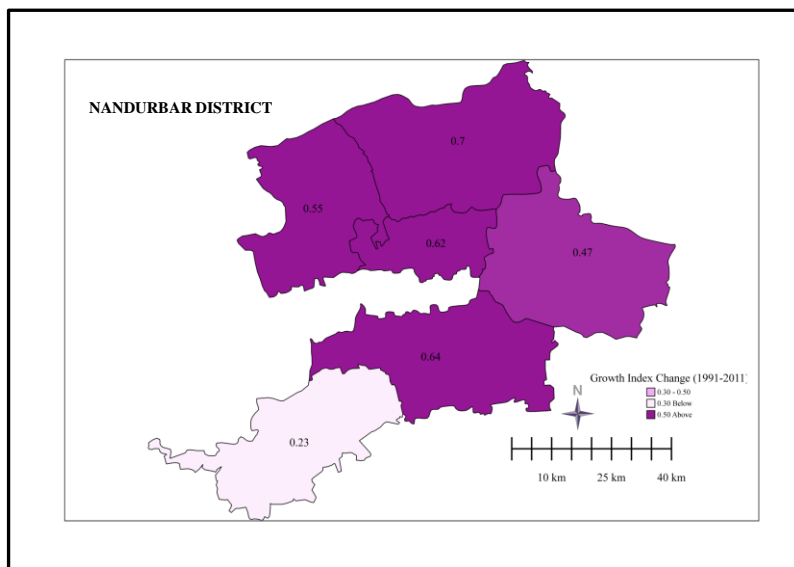 NANDURBAR DISTRICT
0.7
0.55
0.62
0.47
0.64
0.23
Growth Index Change (1991-2011)
0.30 - 0.50
0.30 Below
0.50 Above
N
10 km 25 km 40 km